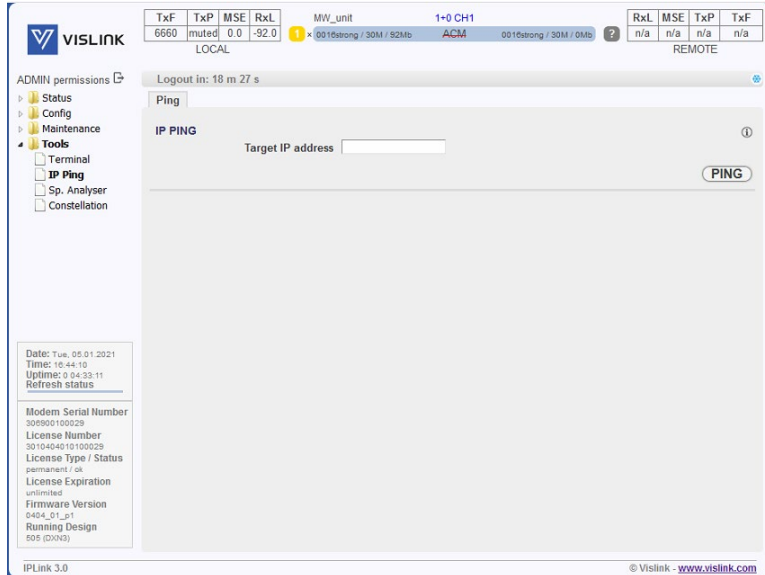 VISLINK
TxF TxP MSE RxL
6660 muted 0.0 -92.0
LOCAL
MW_unit 1+0 CH1
1 × 0016strong / 30M / 92Mb ACM 0016strong / 30M / 0Mb ?
RxL MSE TxP TxF
n/a n/a n/a n/a
REMOTE
ADMIN permissions
Logout in: 18 m 27 s
Status
Config
Maintenance
Tools
Terminal
IP Ping
Sp. Analyser
Constellation
Ping
IP PING
Target IP address
PING
Date: Tue, 05.01.2021
Time: 16:44:10
Uptime: 0 04:33:11
Refresh status
Modem Serial Number
306900100029
License Number
3010404010100029
License Type / Status
permanent / ok
License Expiration
unlimited
Firmware Version
0404_01_p1
Running Design
505 (DXN3)
IPLink 3.0
© Vislink - www.vislink.com